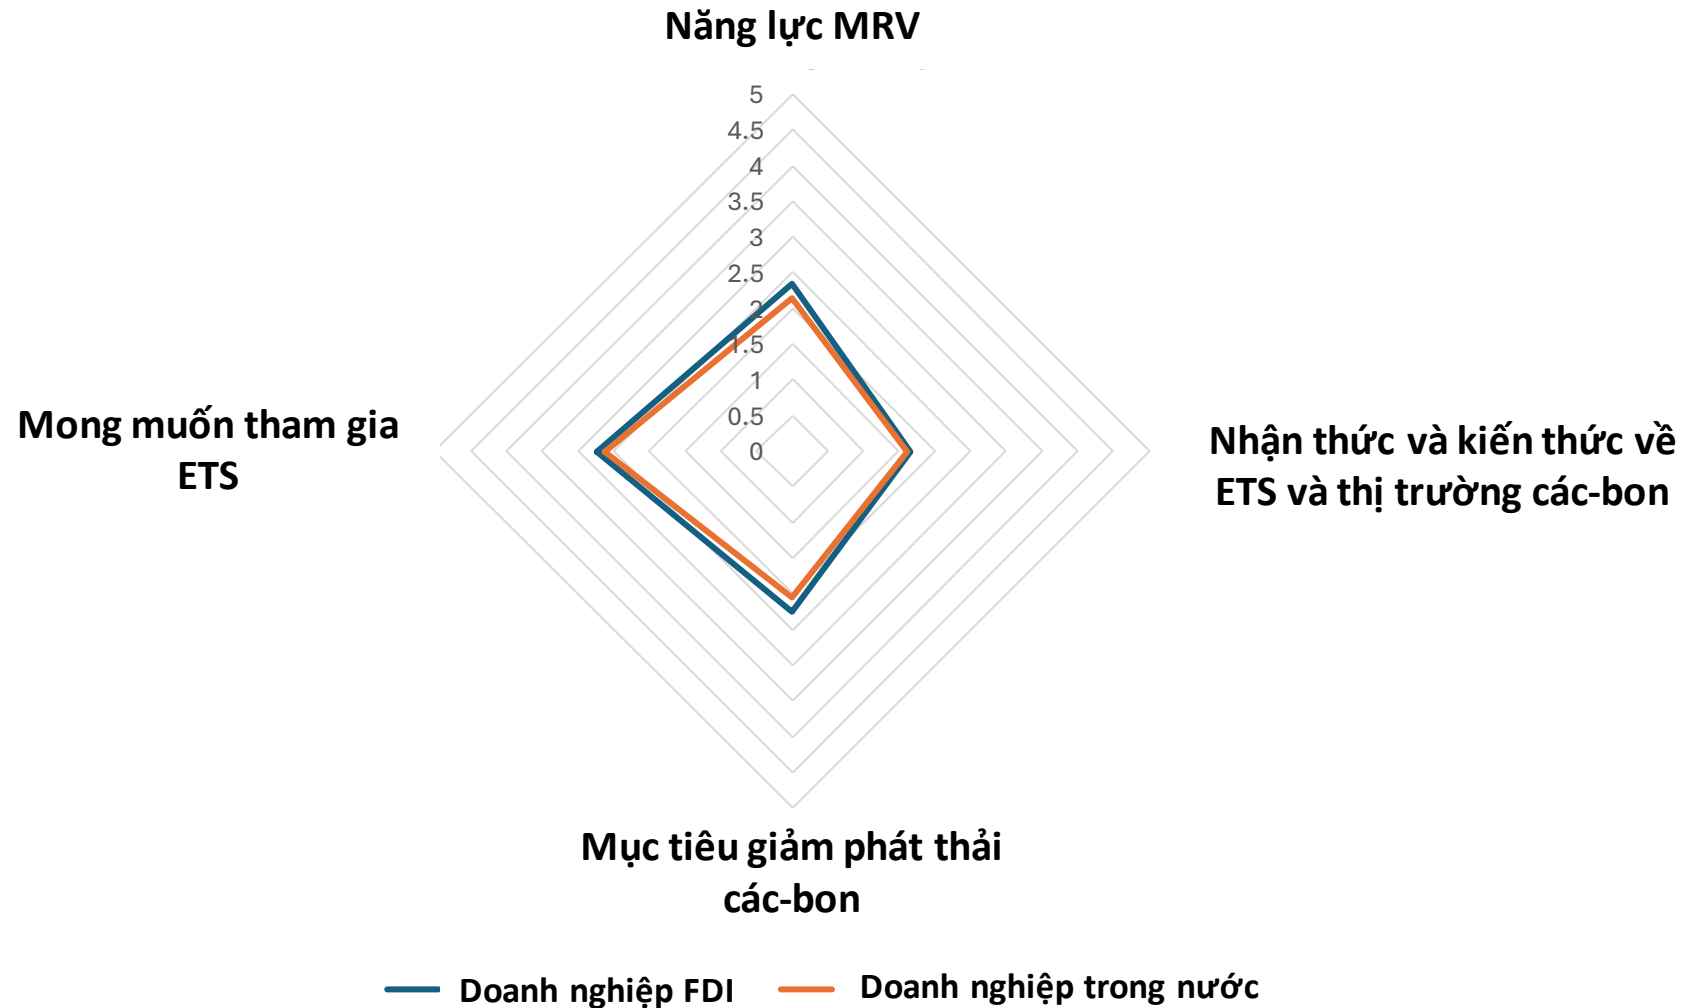 Năng lực MRV
5
4.5
4
3.5
3
2.5
2
1.5
1
0.5
0
Mong muốn tham gia
ETS
Nhận thức và kiến thức về
ETS và thị trường các-bon
Mục tiêu giảm phát thải
các-bon
Doanh nghiệp FDI
Doanh nghiệp trong nước